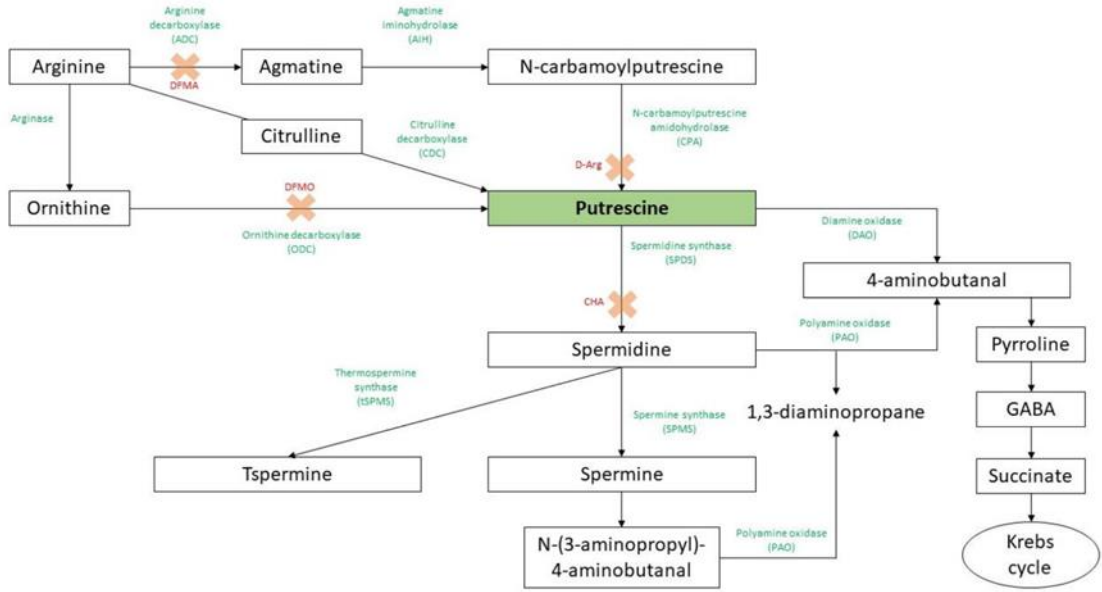 Arginine
decarboxylase
(ADC)
Agmatine
iminohydrolase
(AIH)
Arginine
Agmatine
N-carbamoylputrescine
DFMA
Arginase
Citrulline
Citrulline
decarboxylase
(CDC)
N-carbamoylputrescine
amidohydrolase
(CPA)
D-Arg
DFMO
Ornithine
Putrescine
Ornithine decarboxylase
(ODC)
Diamine oxidase
(DAO)
Spermidine synthase
(SPDS)
4-aminobutanal
CHA
Polyamine oxidase
(PAO)
Spermidine
Pyrroline
Thermospermine
synthase
(tSPMS)
Spermine synthase
(SPMS)
1,3-diaminopropane
GABA
Tspermine
Spermine
Succinate
N-(3-aminopropyl)-
4-aminobutanal
Polyamine oxidase
(PAO)
Krebs
cycle